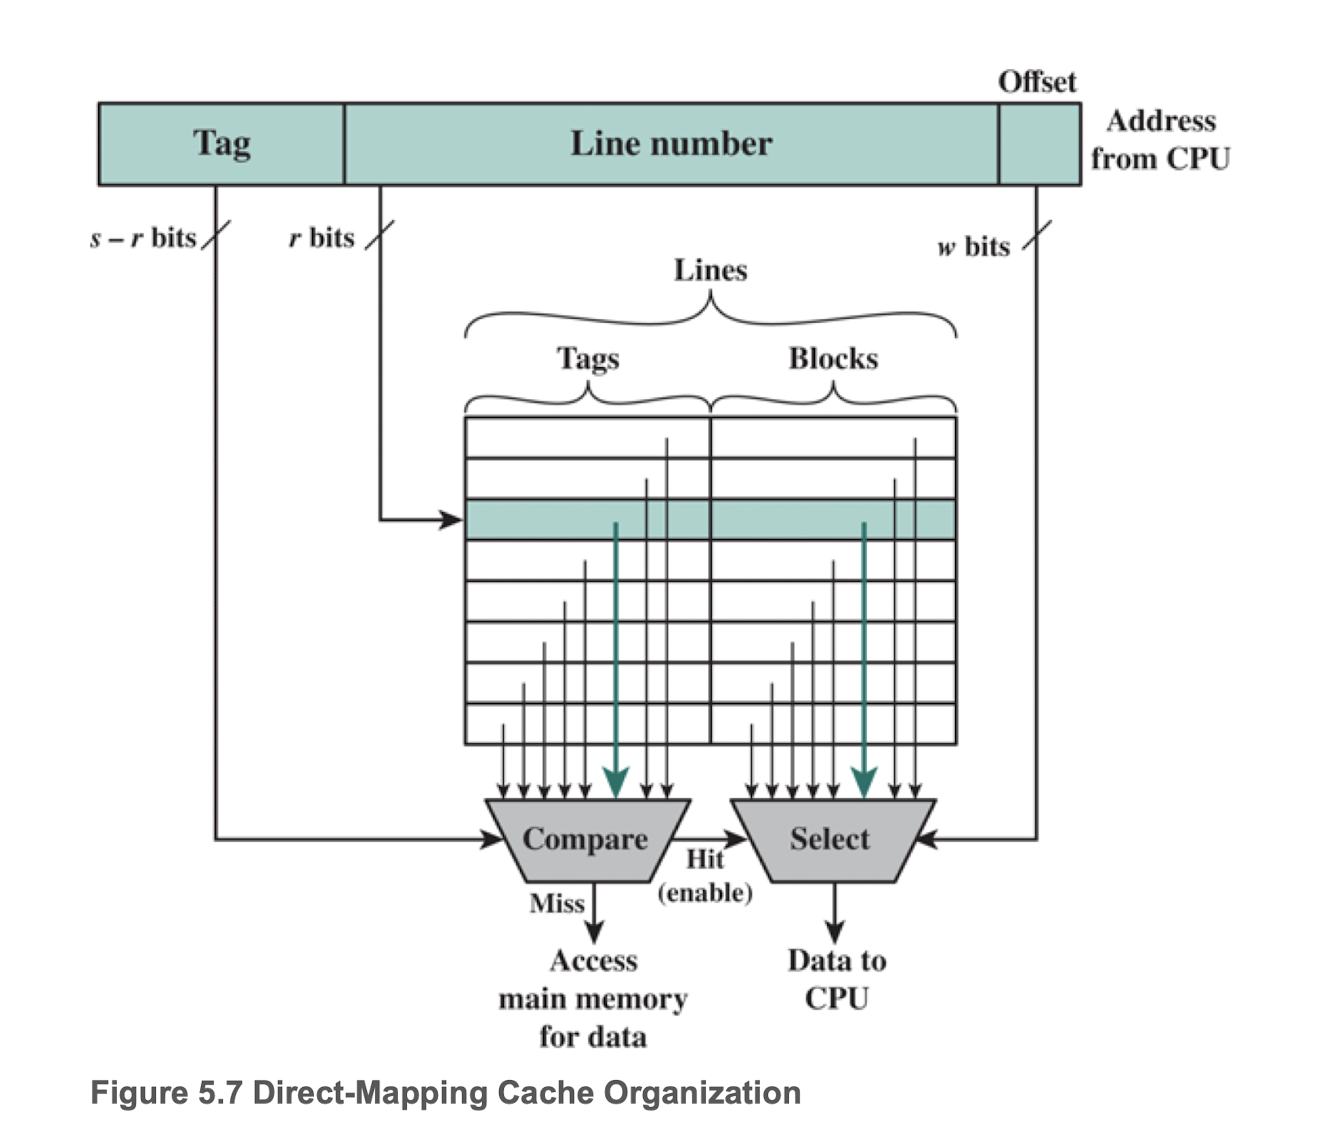 Offset
Tag
Line number
Address
from CPU
s – r bits
r bits
w bits
Lines
Tags
Blocks
Compare
Select
Hit
(enable)
Miss
Access
main memory
for data
Data to
CPU
Figure 5.7 Direct-Mapping Cache Organization